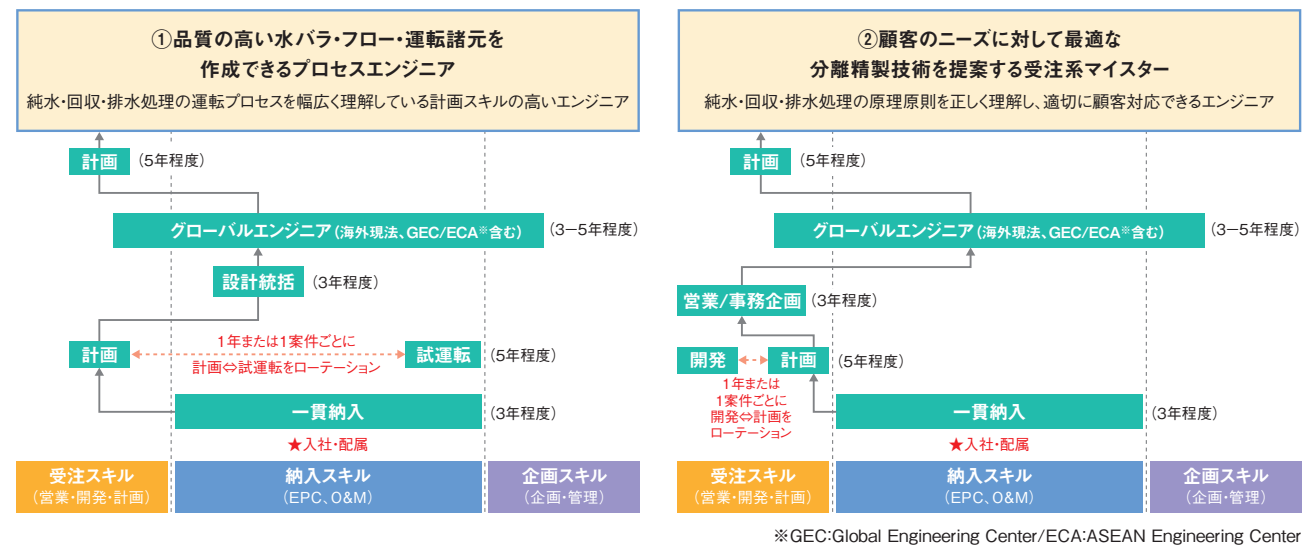 ①品質の高い水バラ・フロー・運転諸元を
作成できるプロセスエンジニア
純水・回収・排水処理の運転プロセスを幅広く理解している計画スキルの高いエンジニア
計画 (5年程度)
グローバルエンジニア(海外現法、GEC/ECA※含む) (3−5年程度)
設計統括 (3年程度)
1年または1案件ごとに
計画⇔試運転をローテーション
計画
試運転 (5年程度)
一貫納入 (3年程度)
★入社・配属
受注スキル
(営業・開発・計画)
納入スキル
(EPC、O&M)
企画スキル
(企画・管理)
②顧客のニーズに対して最適な
分離精製技術を提案する受注系マイスター
純水・回収・排水処理の原理原則を正しく理解し、適切に顧客対応できるエンジニア
計画 (5年程度)
グローバルエンジニア(海外現法、GEC/ECA※含む) (3−5年程度)
営業/事務企画 (3年程度)
開発
計画 (5年程度)
1年または
1案件ごとに
開発⇔計画を
ローテーション
一貫納入 (3年程度)
★入社・配属
受注スキル
(営業・開発・計画)
納入スキル
(EPC、O&M)
企画スキル
(企画・管理)
※GEC:Global Engineering Center/ECA:ASEAN Engineering Center